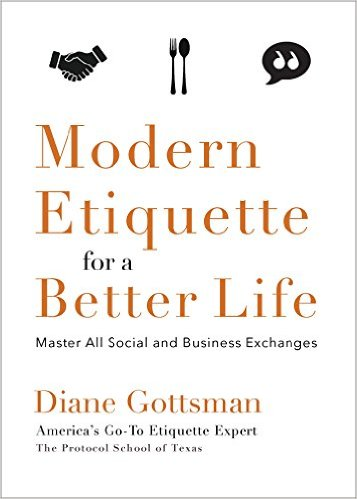 Modern
Etiquette
for a
Better Life
Master All Social and Business Exchanges
Diane Gottsman
America's Go-To Etiquette Expert
The Protocol School of Texas